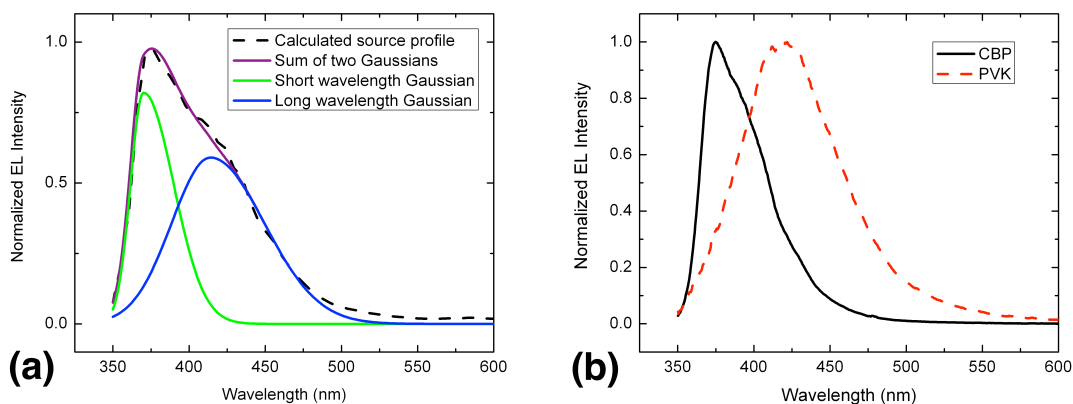 1.0
0.5
0.0
Normalized EL Intensity
Calculated source profile
Sum of two Gaussians
Short wavelength Gaussian
Long wavelength Gaussian
350 400 450 500 550 600
Wavelength (nm)
(a)
1.0
0.8
0.6
0.4
0.2
0.0
Normalized EL Intensity
CBP
PVK
350 400 450 500 550 600
Wavelength (nm)
(b)